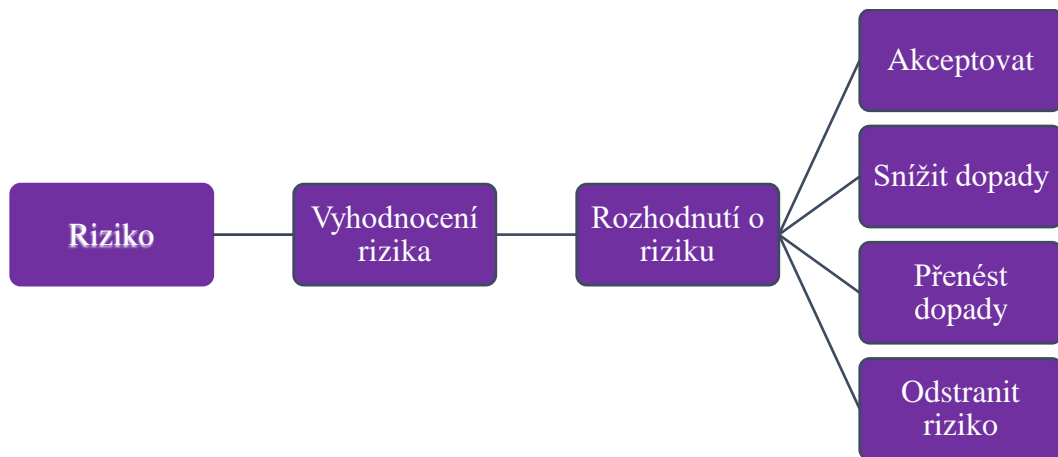 Riziko
Vyhodnocení
rizika
Rozhodnutí o
riziku
Akceptovat
Snížit dopady
Přenést
dopady
Odstranit
riziko